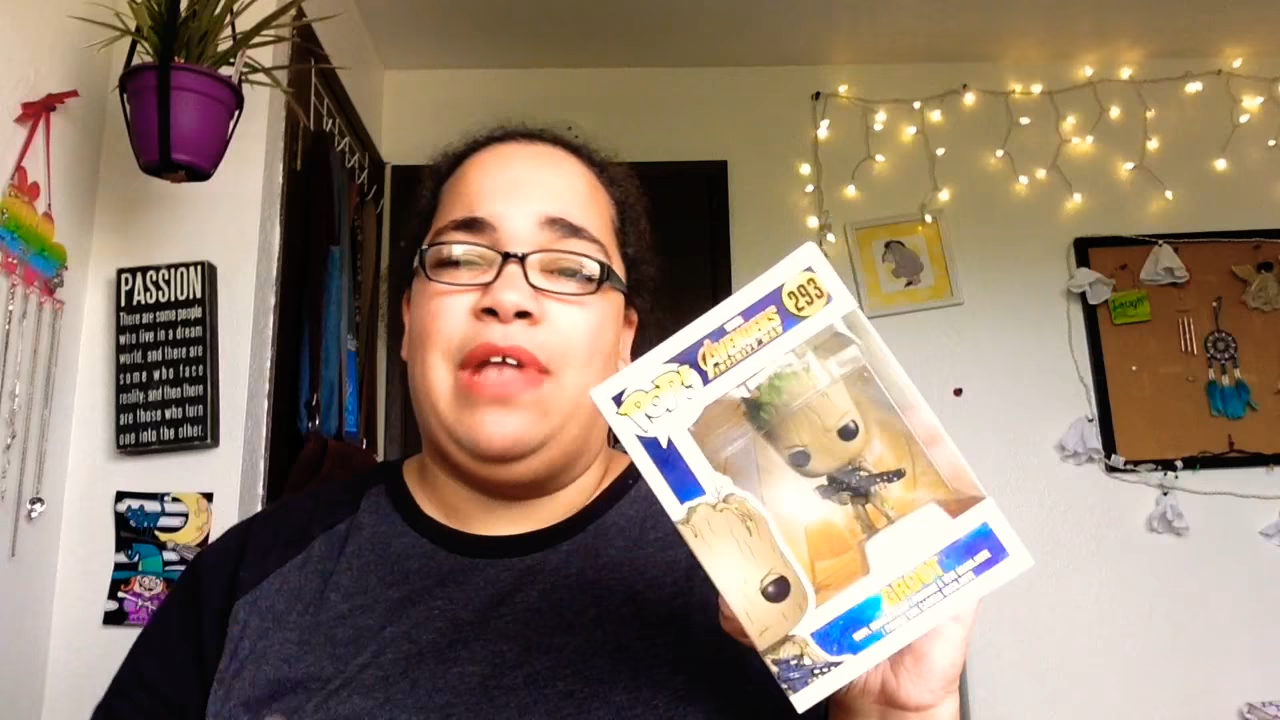 PASSION
There are some people
who live in a dream
world, and there are
some who face
reality; and then there
are those who turn
one into the other.
Laugh
POP!
AVENGERS
INFINITY WAR
293
GROOT